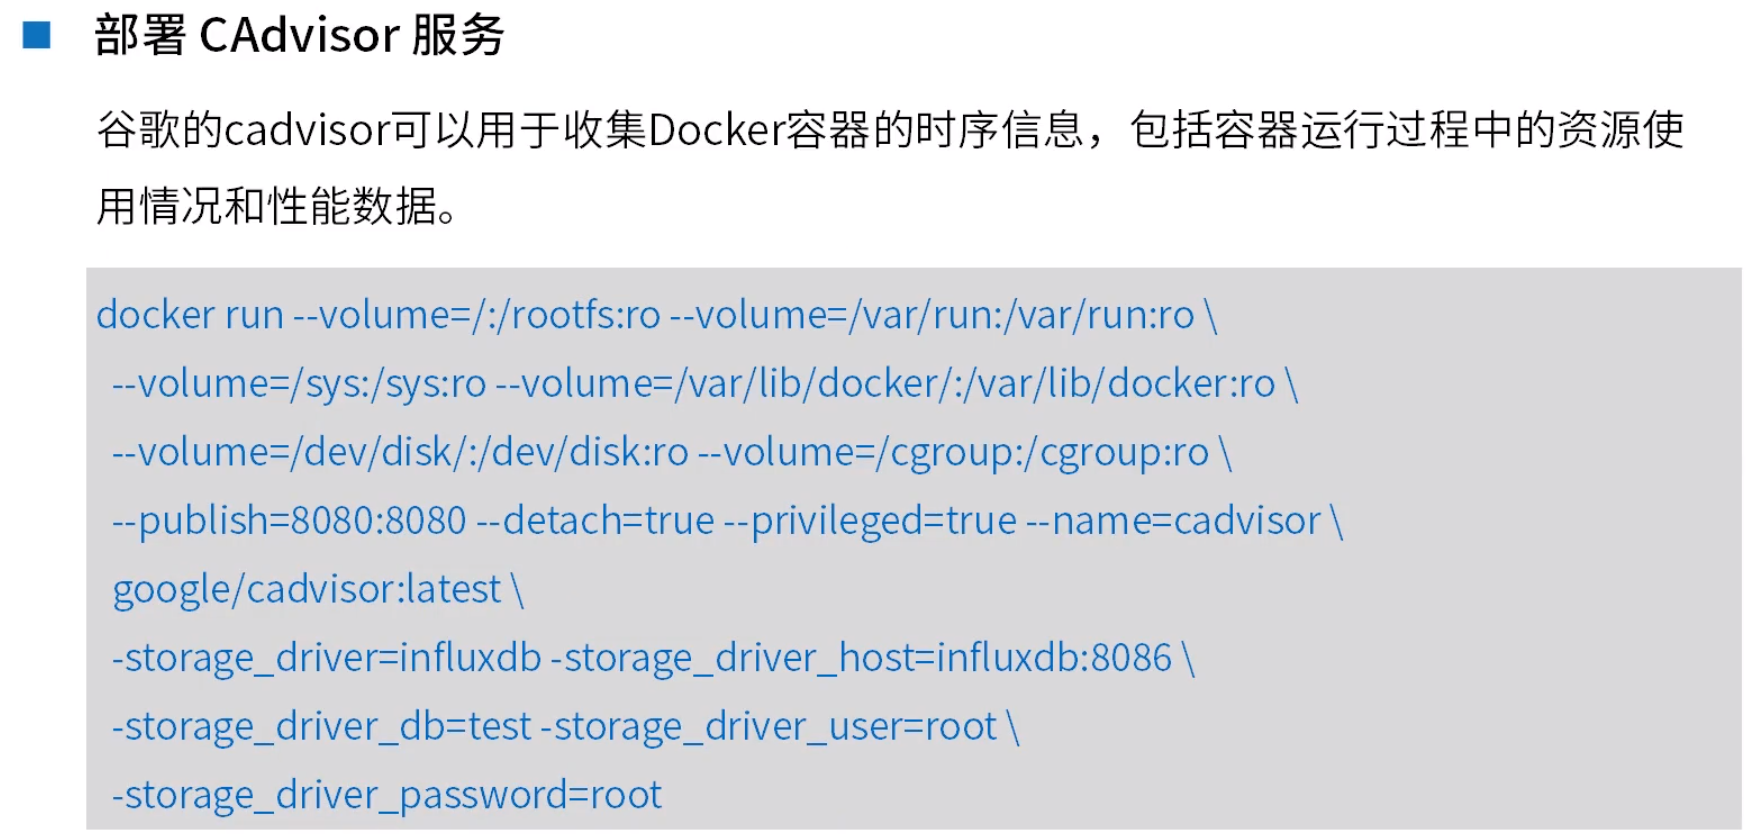 部署 CAdvisor 服务
谷歌的cadvisor可以用于收集Docker容器的时序信息，包括容器运行过程中的资源使
用情况和性能数据。
docker run --volume=/:/rootfs:ro --volume=/var/run:/var/run:ro \
--volume=/sys:/sys:ro --volume=/var/lib/docker/:/var/lib/docker:ro \
--volume=/dev/disk/:/dev/disk:ro --volume=/cgroup:/cgroup:ro \
--publish=8080:8080 --detach=true --privileged=true --name=cadvisor \
google/cadvisor:latest \
-storage_driver=influxdb -storage_driver_host=influxdb:8086 \
-storage_driver_db=test -storage_driver_user=root \
-storage_driver_password=root